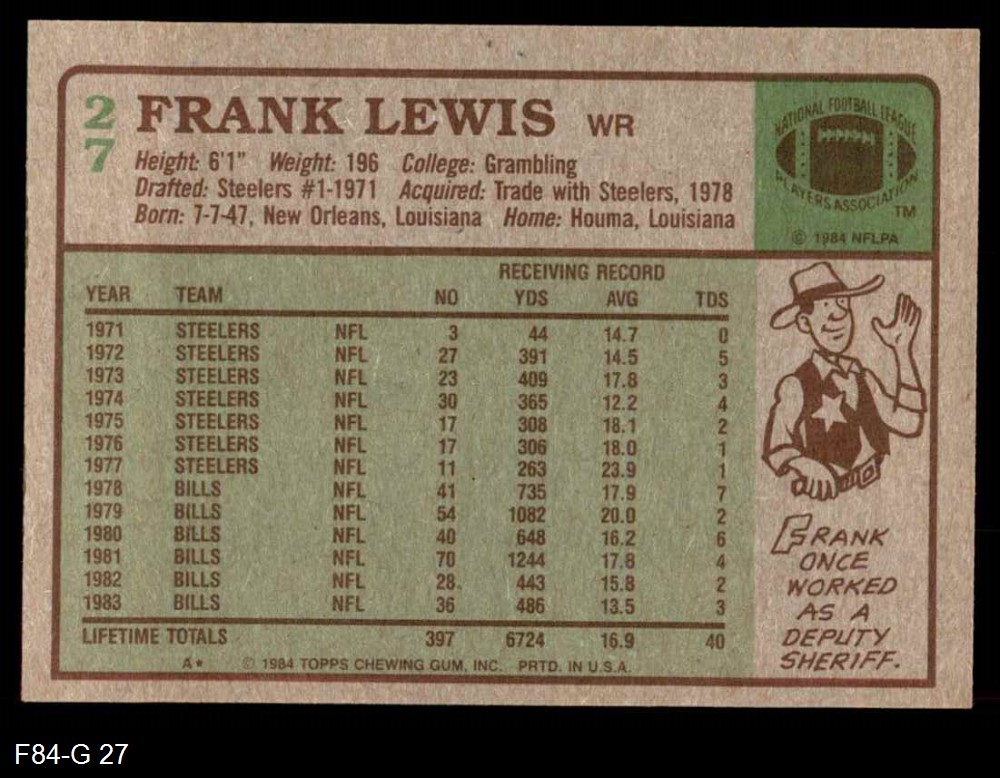 27 FRANK LEWIS WR
Height: 6'1" Weight: 196 College: Grambling
Drafted: Steelers #1-1971 Acquired: Trade with Steelers, 1978
Born: 7-7-47, New Orleans, Louisiana Home: Houma, Louisiana
NATIONAL FOOTBALL LEAGUE
PLAYERS ASSOCIATION
TM
© 1984 NFLPA
RECEIVING RECORD
YEAR TEAM NO YDS AVG TDS
1971 STEELERS NFL 3 44 14.7 0
1972 STEELERS NFL 27 391 14.5 5
1973 STEELERS NFL 23 409 17.8 3
1974 STEELERS NFL 30 365 12.2 4
1975 STEELERS NFL 17 308 18.1 2
1976 STEELERS NFL 17 306 18.0 1
1977 STEELERS NFL 11 263 23.9 1
1978 BILLS NFL 41 735 17.9 7
1979 BILLS NFL 54 1082 20.0 2
1980 BILLS NFL 40 648 16.2 6
1981 BILLS NFL 70 1244 17.8 4
1982 BILLS NFL 28 443 15.8 2
1983 BILLS NFL 36 486 13.5 3
LIFETIME TOTALS 397 6724 16.9 40
A* © 1984 TOPPS CHEWING GUM, INC. PRTD. IN U.S.A.
FRANK
ONCE
WORKED
AS A
DEPUTY
SHERIFF.
F84-G 27